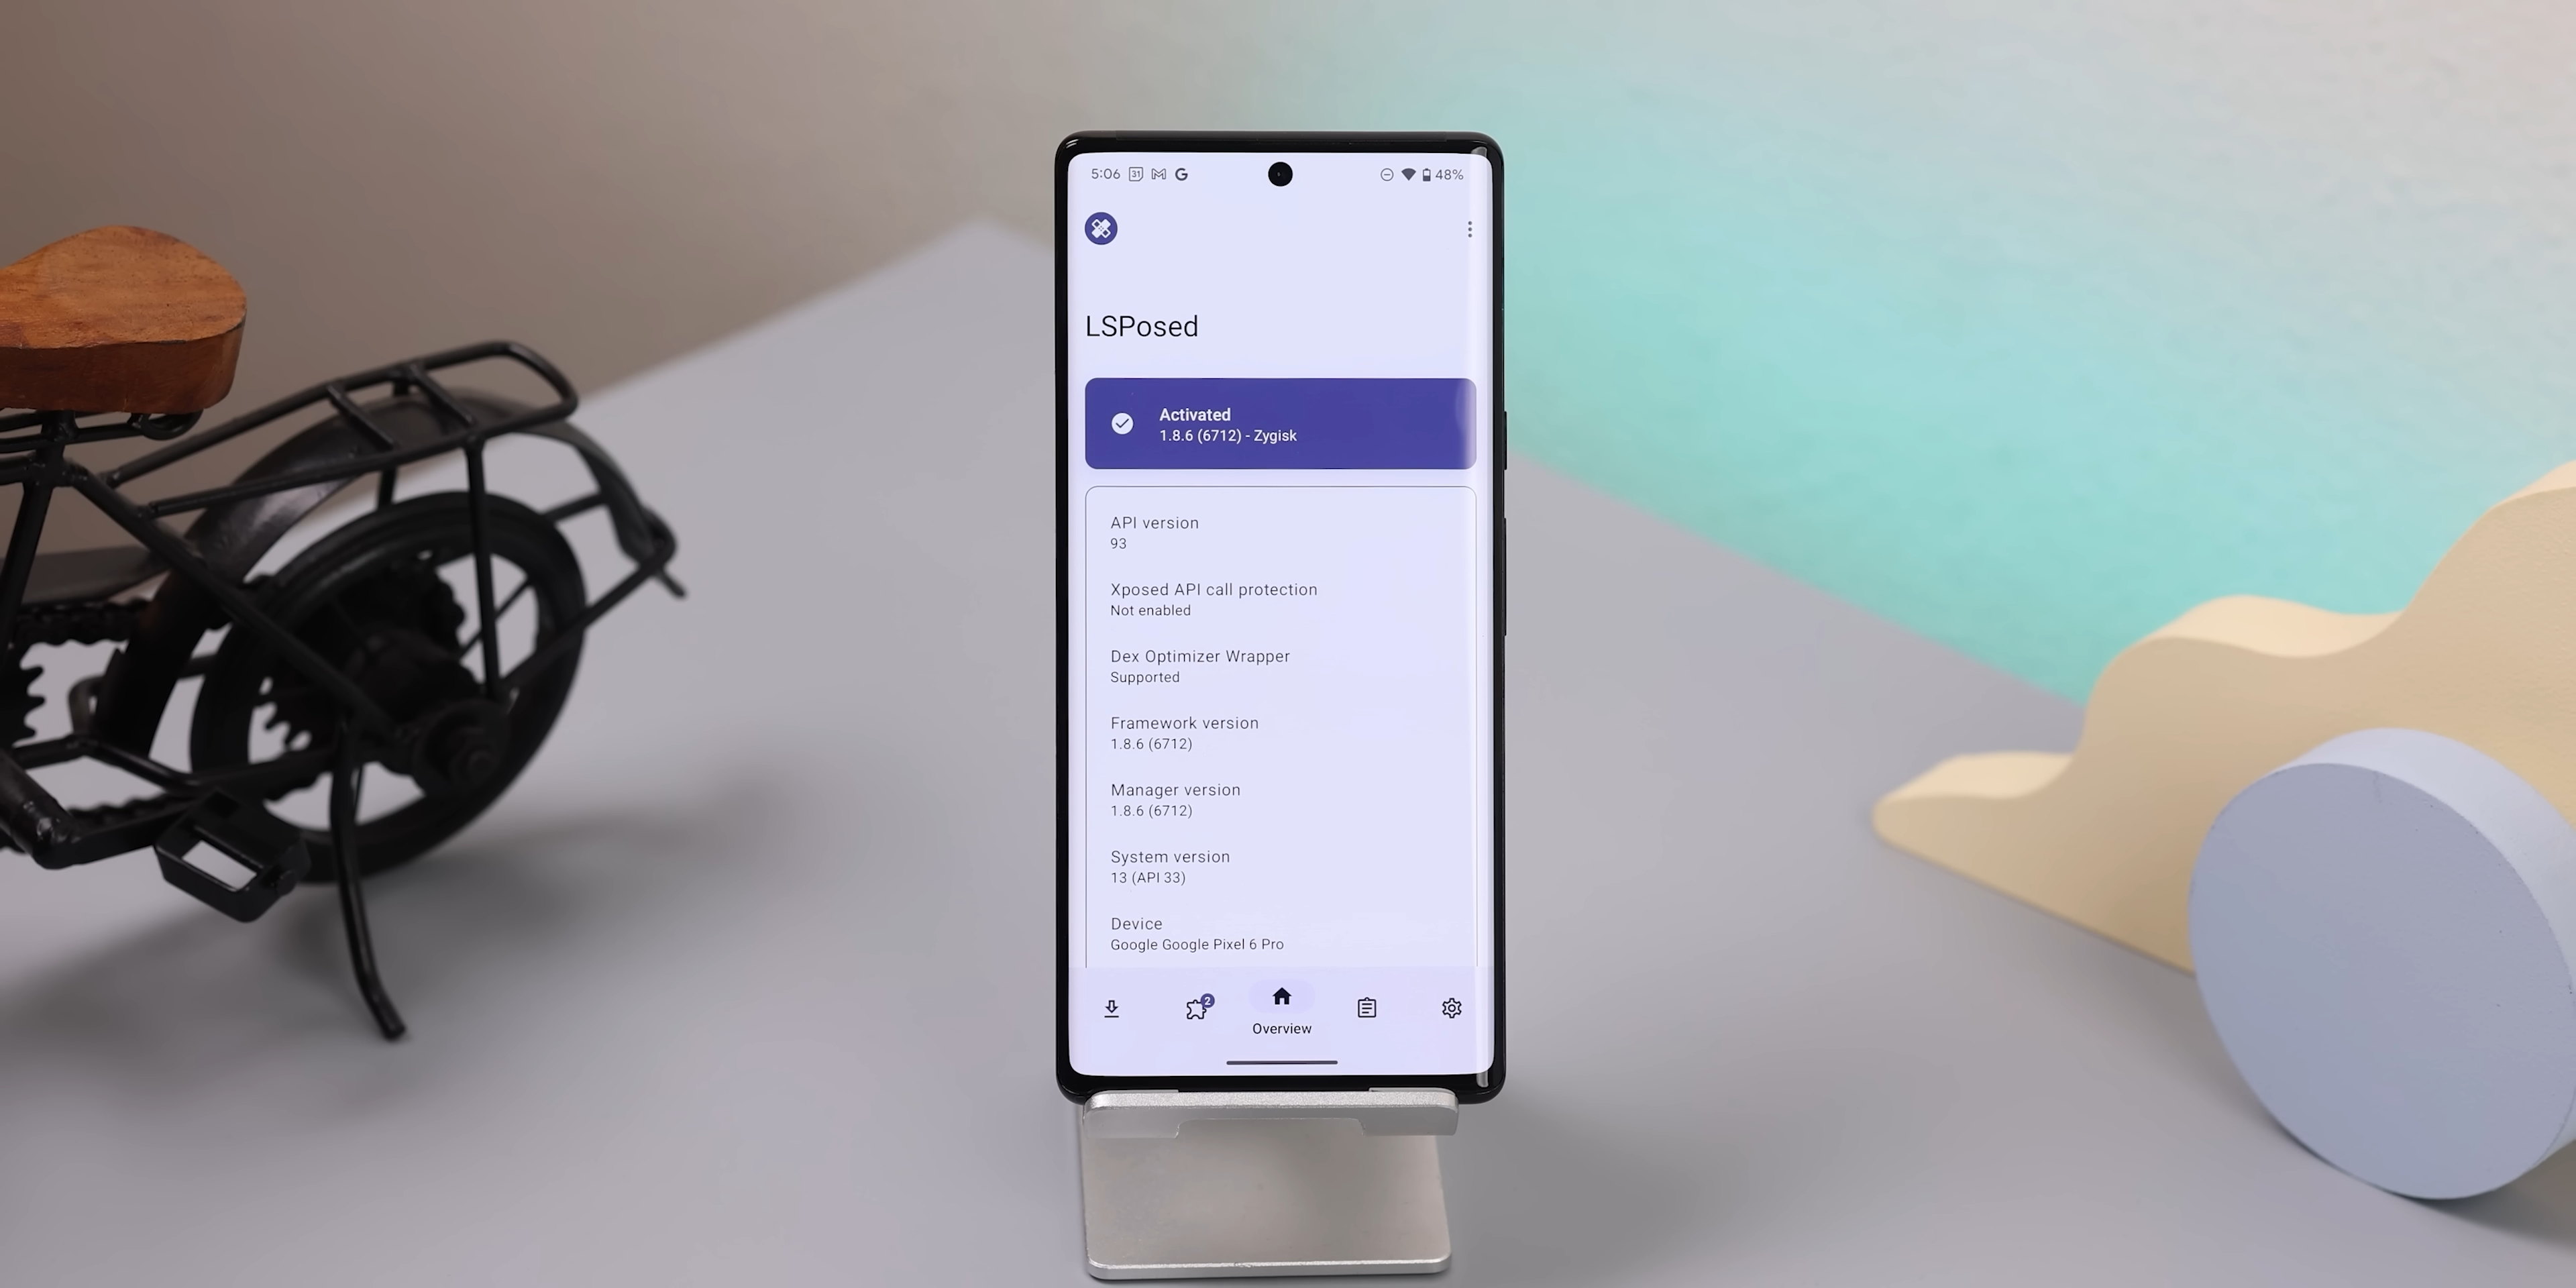 5:06 31 M G 48%
LSPosed
Activated
1.8.6 (6712) - Zygisk
API version
93
Xposed API call protection
Not enabled
Dex Optimizer Wrapper
Supported
Framework version
1.8.6 (6712)
Manager version
1.8.6 (6712)
System version
13 (API 33)
Device
Google Google Pixel 6 Pro
2
Overview